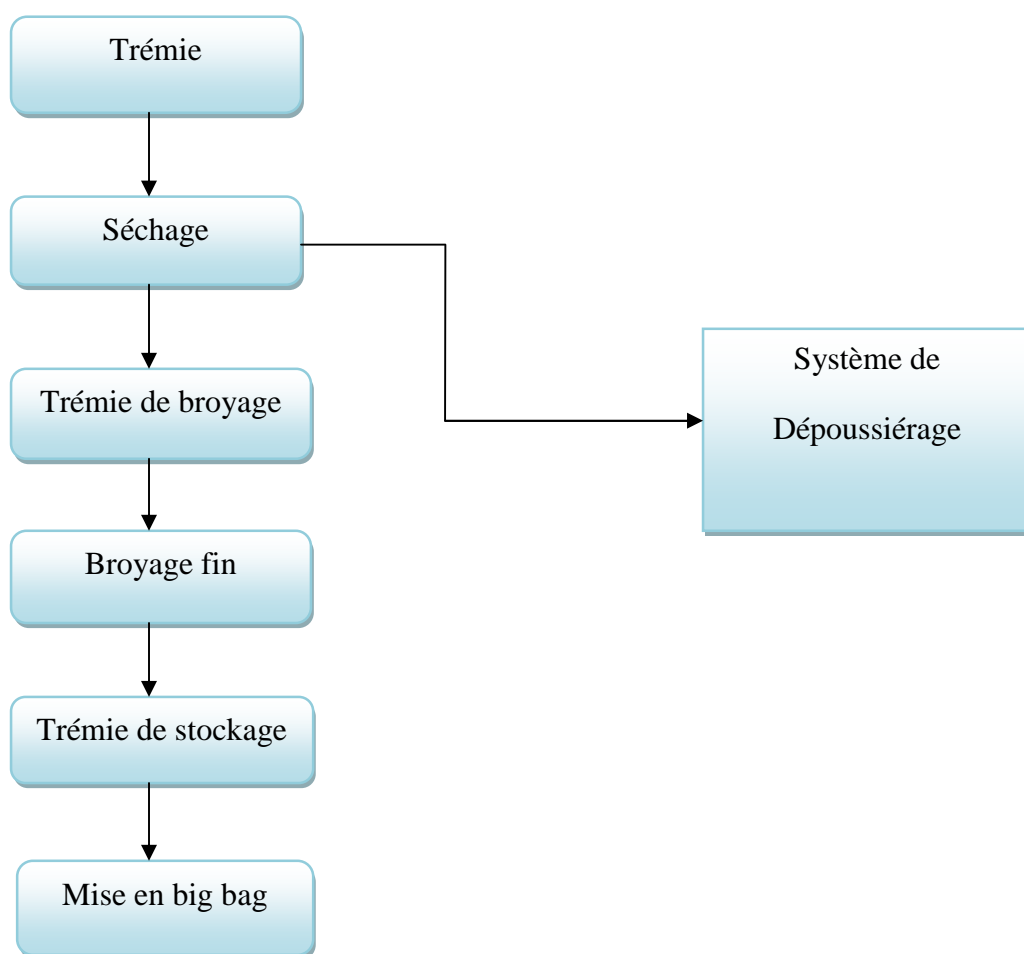 Trémie
Séchage
Système de
Dépoussiérage
Trémie de broyage
Broyage fin
Trémie de stockage
Mise en big bag